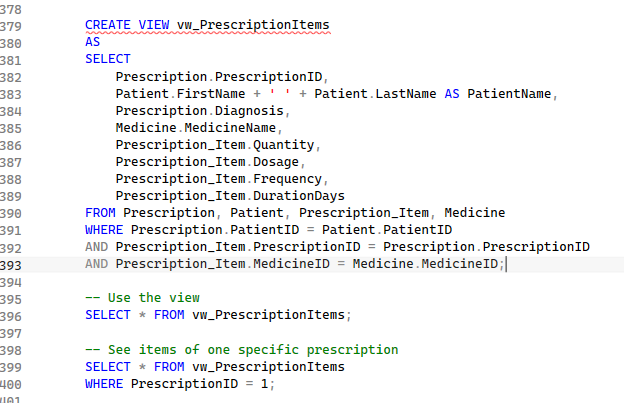 378
379 CREATE VIEW vw_PrescriptionItems
380 AS
381 SELECT
382 Prescription.PrescriptionID,
383 Patient.FirstName + ' ' + Patient.LastName AS PatientName,
384 Prescription.Diagnosis,
385 Medicine.MedicineName,
386 Prescription_Item.Quantity,
387 Prescription_Item.Dosage,
388 Prescription_Item.Frequency,
389 Prescription_Item.DurationDays
390 FROM Prescription, Patient, Prescription_Item, Medicine
391 WHERE Prescription.PatientID = Patient.PatientID
392 AND Prescription_Item.PrescriptionID = Prescription.PrescriptionID
393 AND Prescription_Item.MedicineID = Medicine.MedicineID;
394
395 -- Use the view
396 SELECT * FROM vw_PrescriptionItems;
397
398 -- See items of one specific prescription
399 SELECT * FROM vw_PrescriptionItems
400 WHERE PrescriptionID = 1;
401